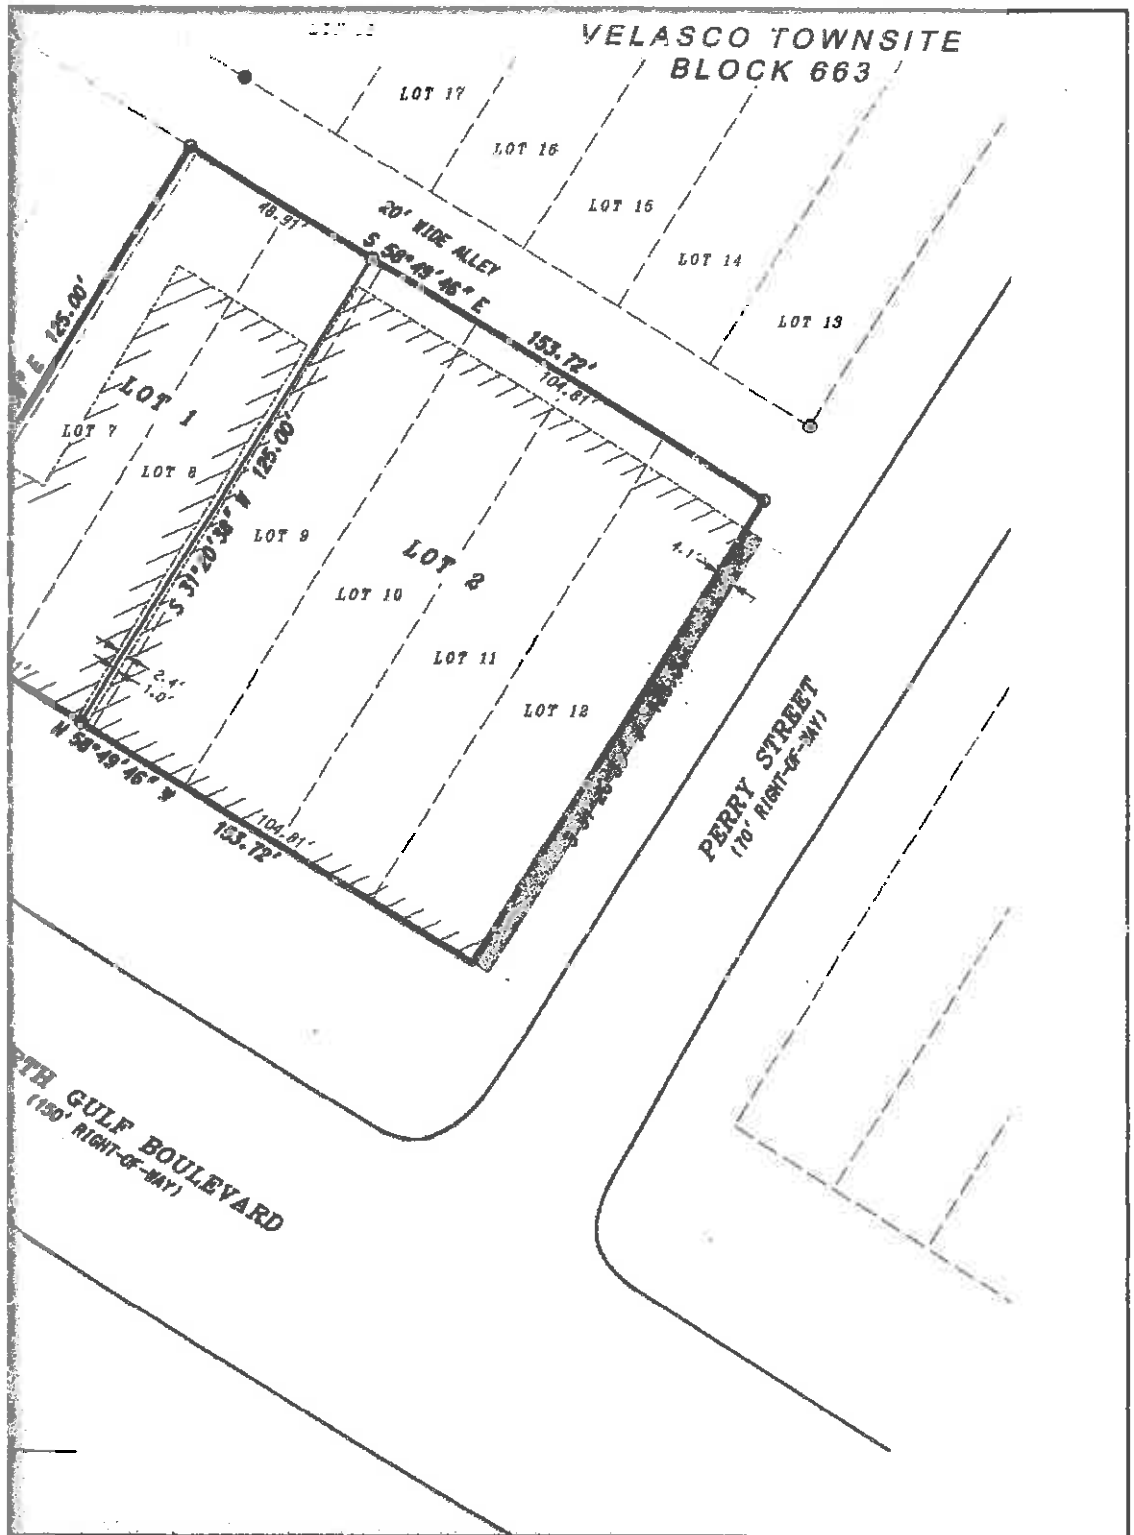 VELASCO TOWNSITE
BLOCK 663
LOT 17
LOT 16
LOT 15
LOT 14
LOT 13
20' WIDE ALLEY
48.91'
S 58°49'46" E
153.72'
104.81'
E 125.00'
LOT 1
LOT 7
LOT 8
S 31°20'38" W 125.00'
LOT 9
LOT 2
LOT 10
LOT 11
LOT 12
4.1'
2.4'
1.0'
N 58°49'46" W
104.81'
153.72'
PERRY STREET
(70' RIGHT-OF-WAY)
TH GULF BOULEVARD
(150' RIGHT-OF-WAY)